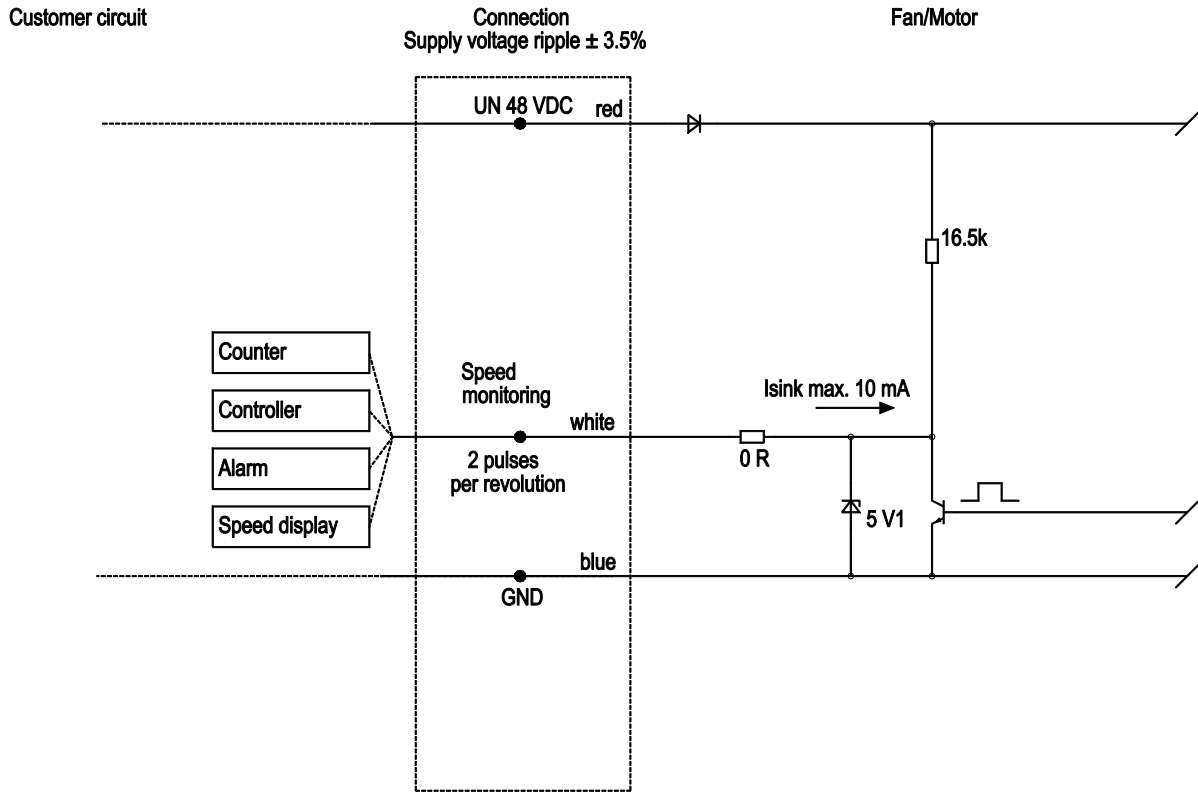 Customer circuit
Connection
Supply voltage ripple ± 3.5%
Fan/Motor
UN 48 VDC
red
16.5k
Counter
Controller
Alarm
Speed display
Speed
monitoring
white
2 pulses
per revolution
Isink max. 10 mA
0 R
5 V1
blue
GND